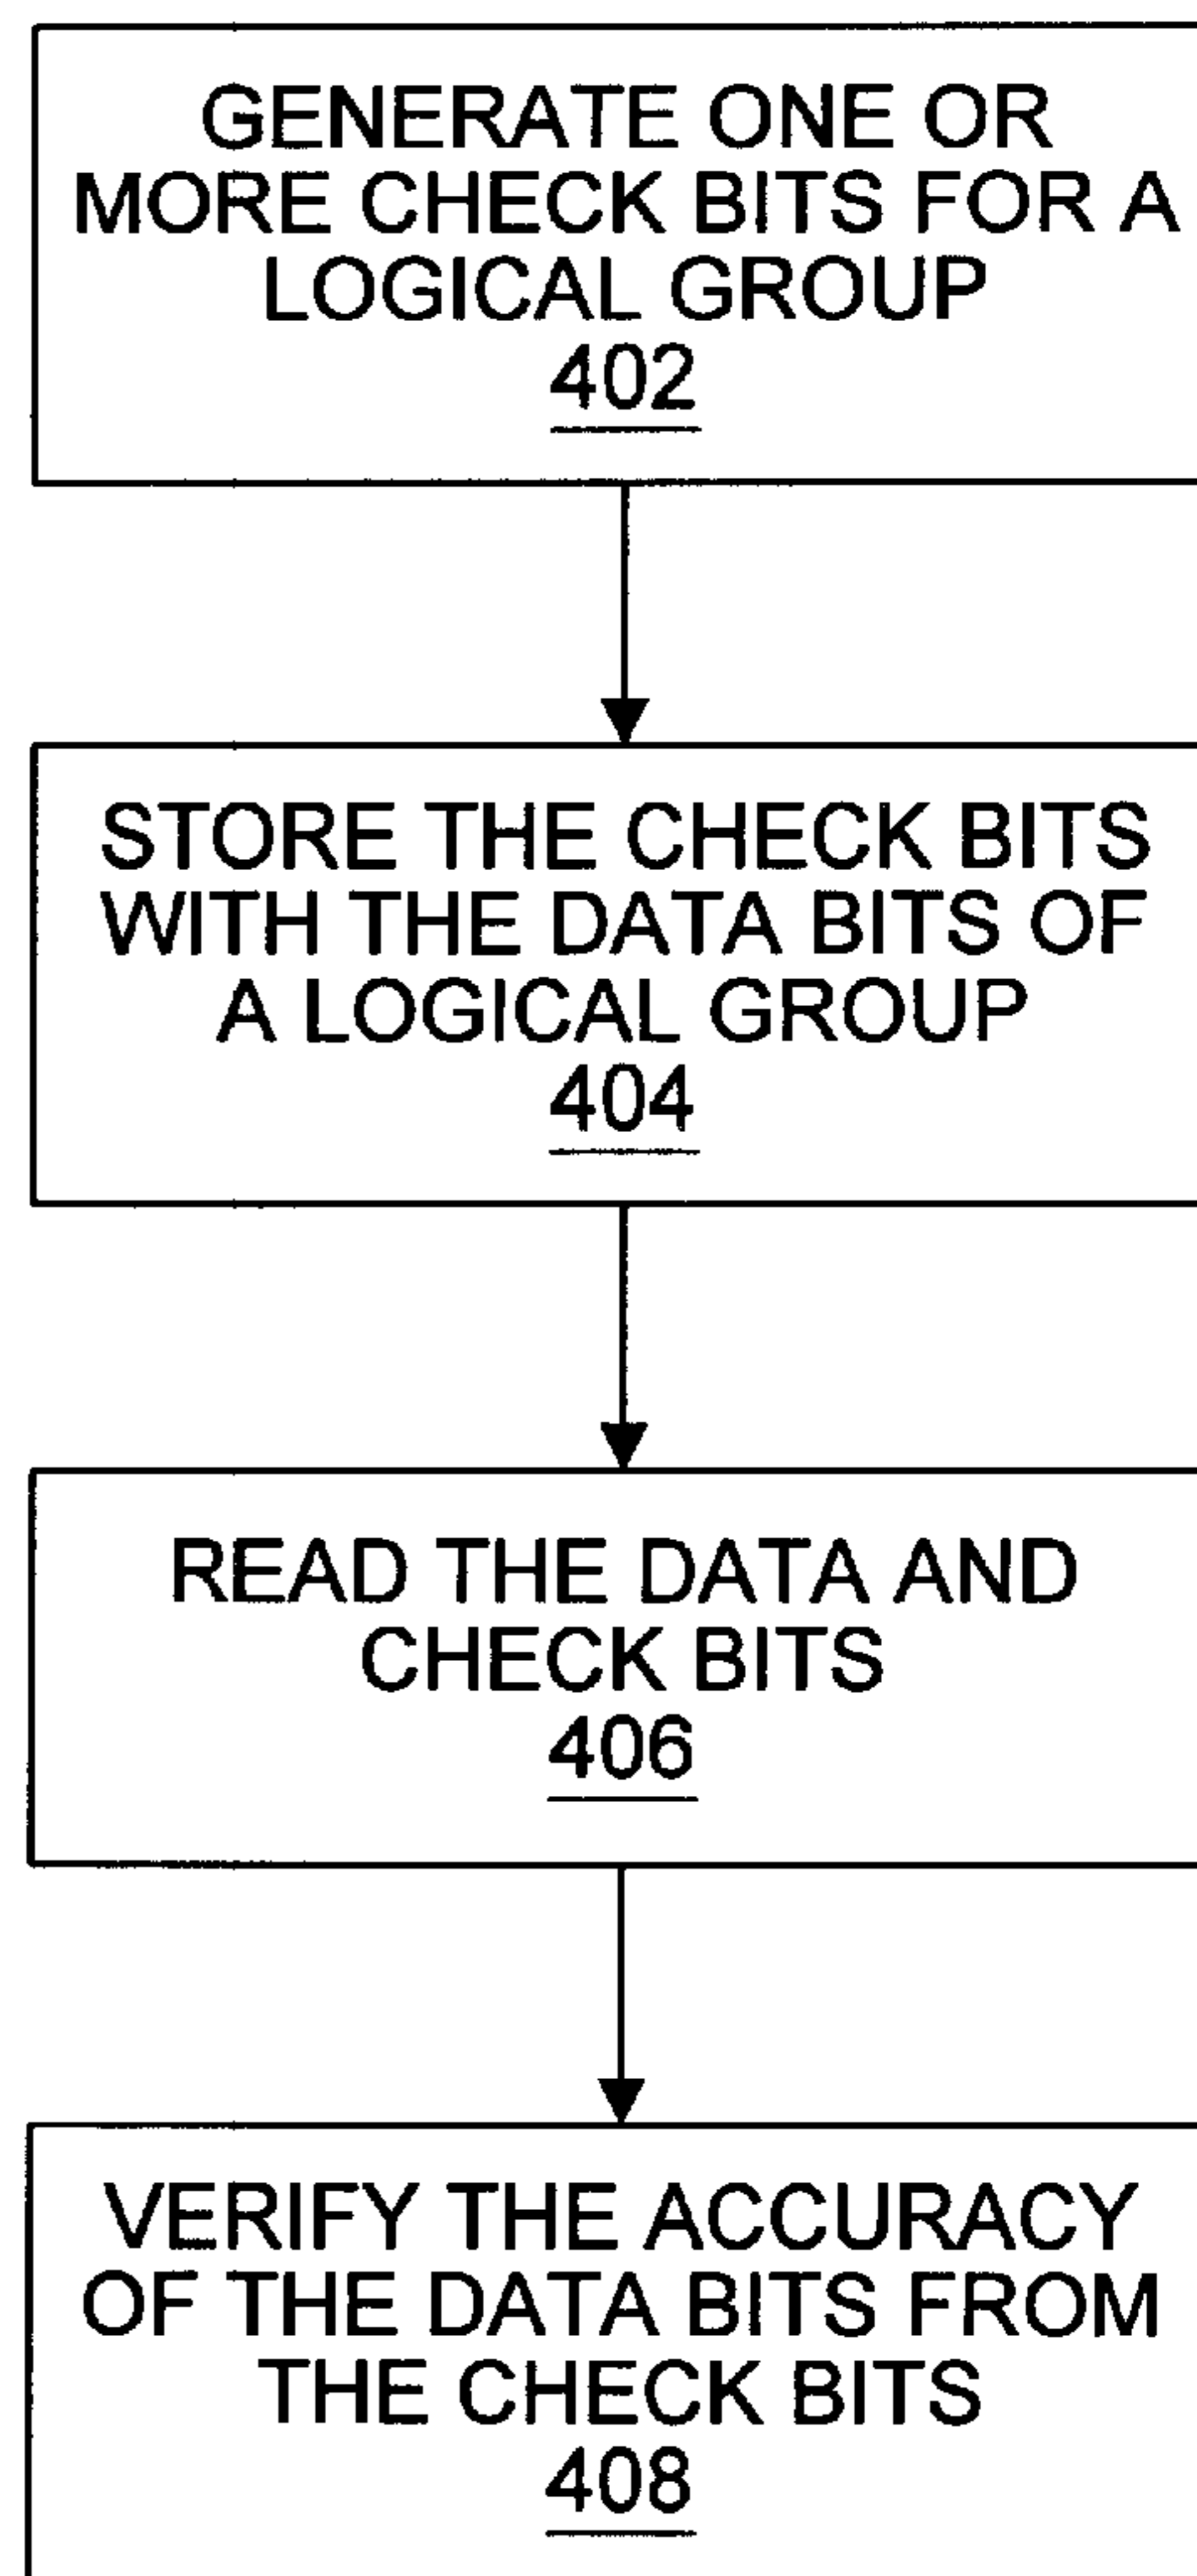 GENERATE ONE OR
MORE CHECK BITS FOR A
LOGICAL GROUP
402
STORE THE CHECK BITS
WITH THE DATA BITS OF
A LOGICAL GROUP
404
READ THE DATA AND
CHECK BITS
406
VERIFY THE ACCURACY
OF THE DATA BITS FROM
THE CHECK BITS
408